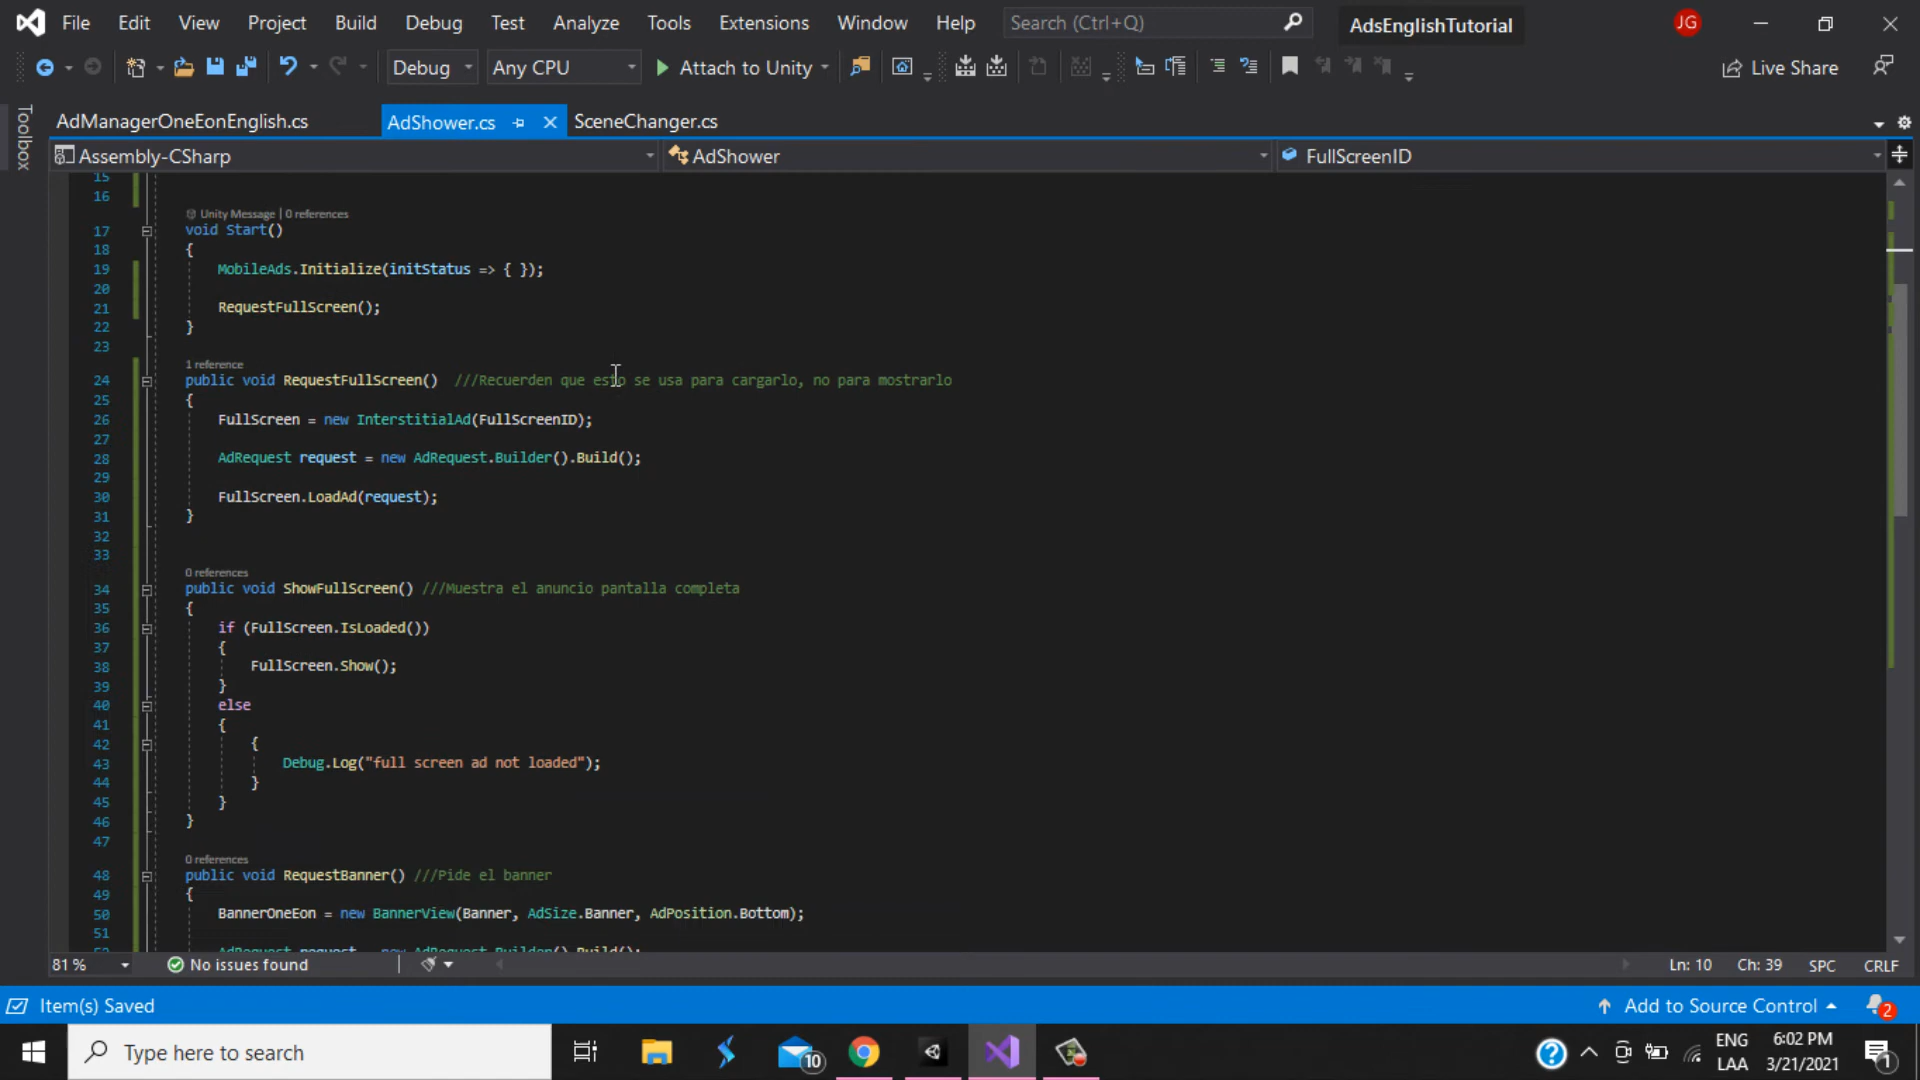 File Edit View Project Build Debug Test Analyze Tools Extensions Window Help Search (Ctrl+Q) AdsEnglishTutorial JG
Debug Any CPU Attach to Unity Live Share
Toolbox
AdManagerOneEonEnglish.cs AdShower.cs SceneChanger.cs
Assembly-CSharp AdShower FullScreenID
15
16
Unity Message | 0 references
17 void Start()
18 {
19 MobileAds.Initialize(initStatus => { });
20
21 RequestFullScreen();
22 }
23
1 reference
24 public void RequestFullScreen() ///Recuerden que esto se usa para cargarlo, no para mostrarlo
25 {
26 FullScreen = new InterstitialAd(FullScreenID);
27
28 AdRequest request = new AdRequest.Builder().Build();
29
30 FullScreen.LoadAd(request);
31 }
32
33
0 references
34 public void ShowFullScreen() ///Muestra el anuncio pantalla completa
35 {
36 if (FullScreen.IsLoaded())
37 {
38 FullScreen.Show();
39 }
40 else
41 {
42 {
43 Debug.Log("full screen ad not loaded");
44 }
45 }
46 }
47
0 references
48 public void RequestBanner() ///Pide el banner
49 {
50 BannerOneEon = new BannerView(Banner, AdSize.Banner, AdPosition.Bottom);
51
52 AdRequest request = new AdRequest.Builder().Build();
81 % No issues found Ln: 10 Ch: 39 SPC CRLF
Item(s) Saved Add to Source Control 2
Type here to search 10 ENG 6:02 PM
LAA 3/21/2021 1